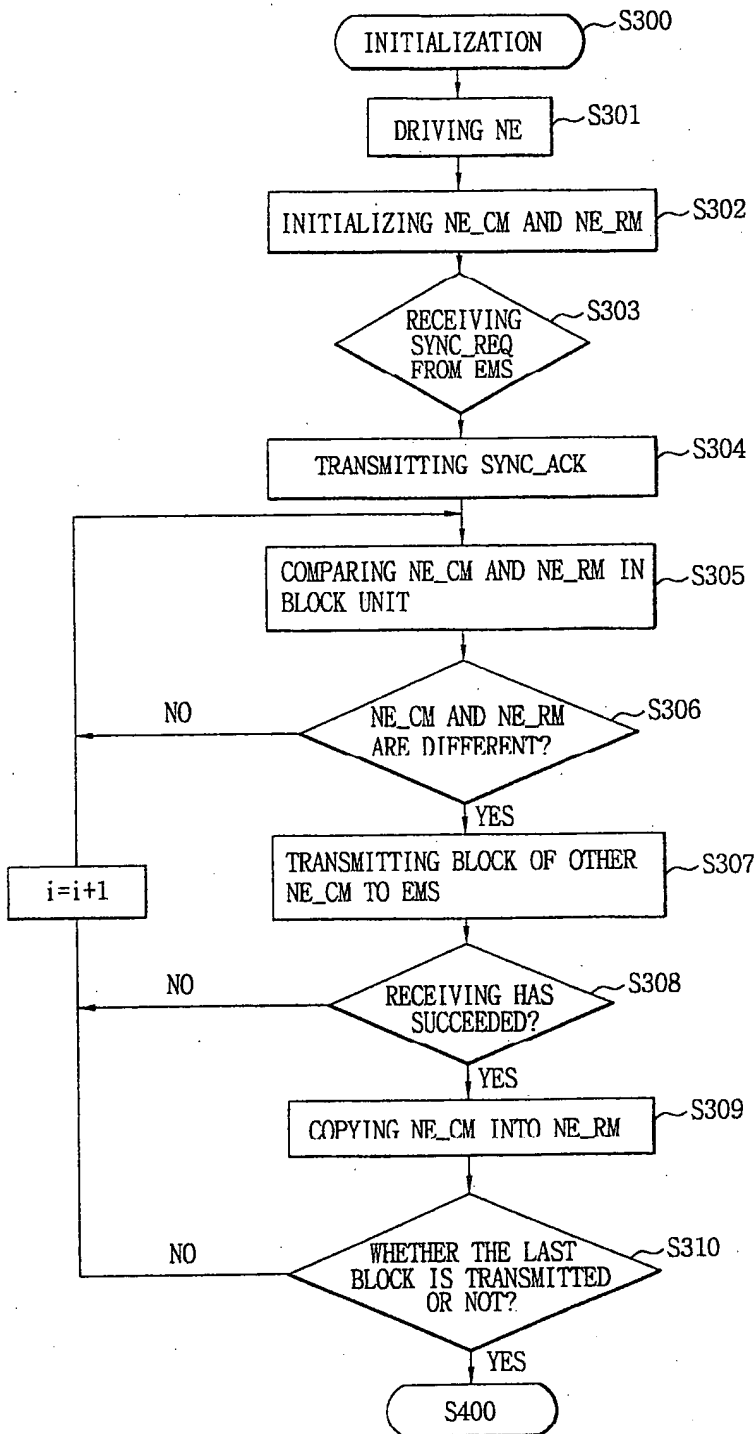 INITIALIZATION
S300
DRIVING NE
S301
INITIALIZING NE_CM AND NE_RM
S302
RECEIVING
SYNC_REQ
FROM EMS
S303
TRANSMITTING SYNC_ACK
S304
COMPARING NE_CM AND NE_RM IN
BLOCK UNIT
S305
NE_CM AND NE_RM
ARE DIFFERENT?
S306
NO
YES
TRANSMITTING BLOCK OF OTHER
NE_CM TO EMS
S307
i=i+1
RECEIVING HAS
SUCCEEDED?
S308
NO
YES
COPYING NE_CM INTO NE_RM
S309
WHETHER THE LAST
BLOCK IS TRANSMITTED
OR NOT?
S310
NO
YES
S400